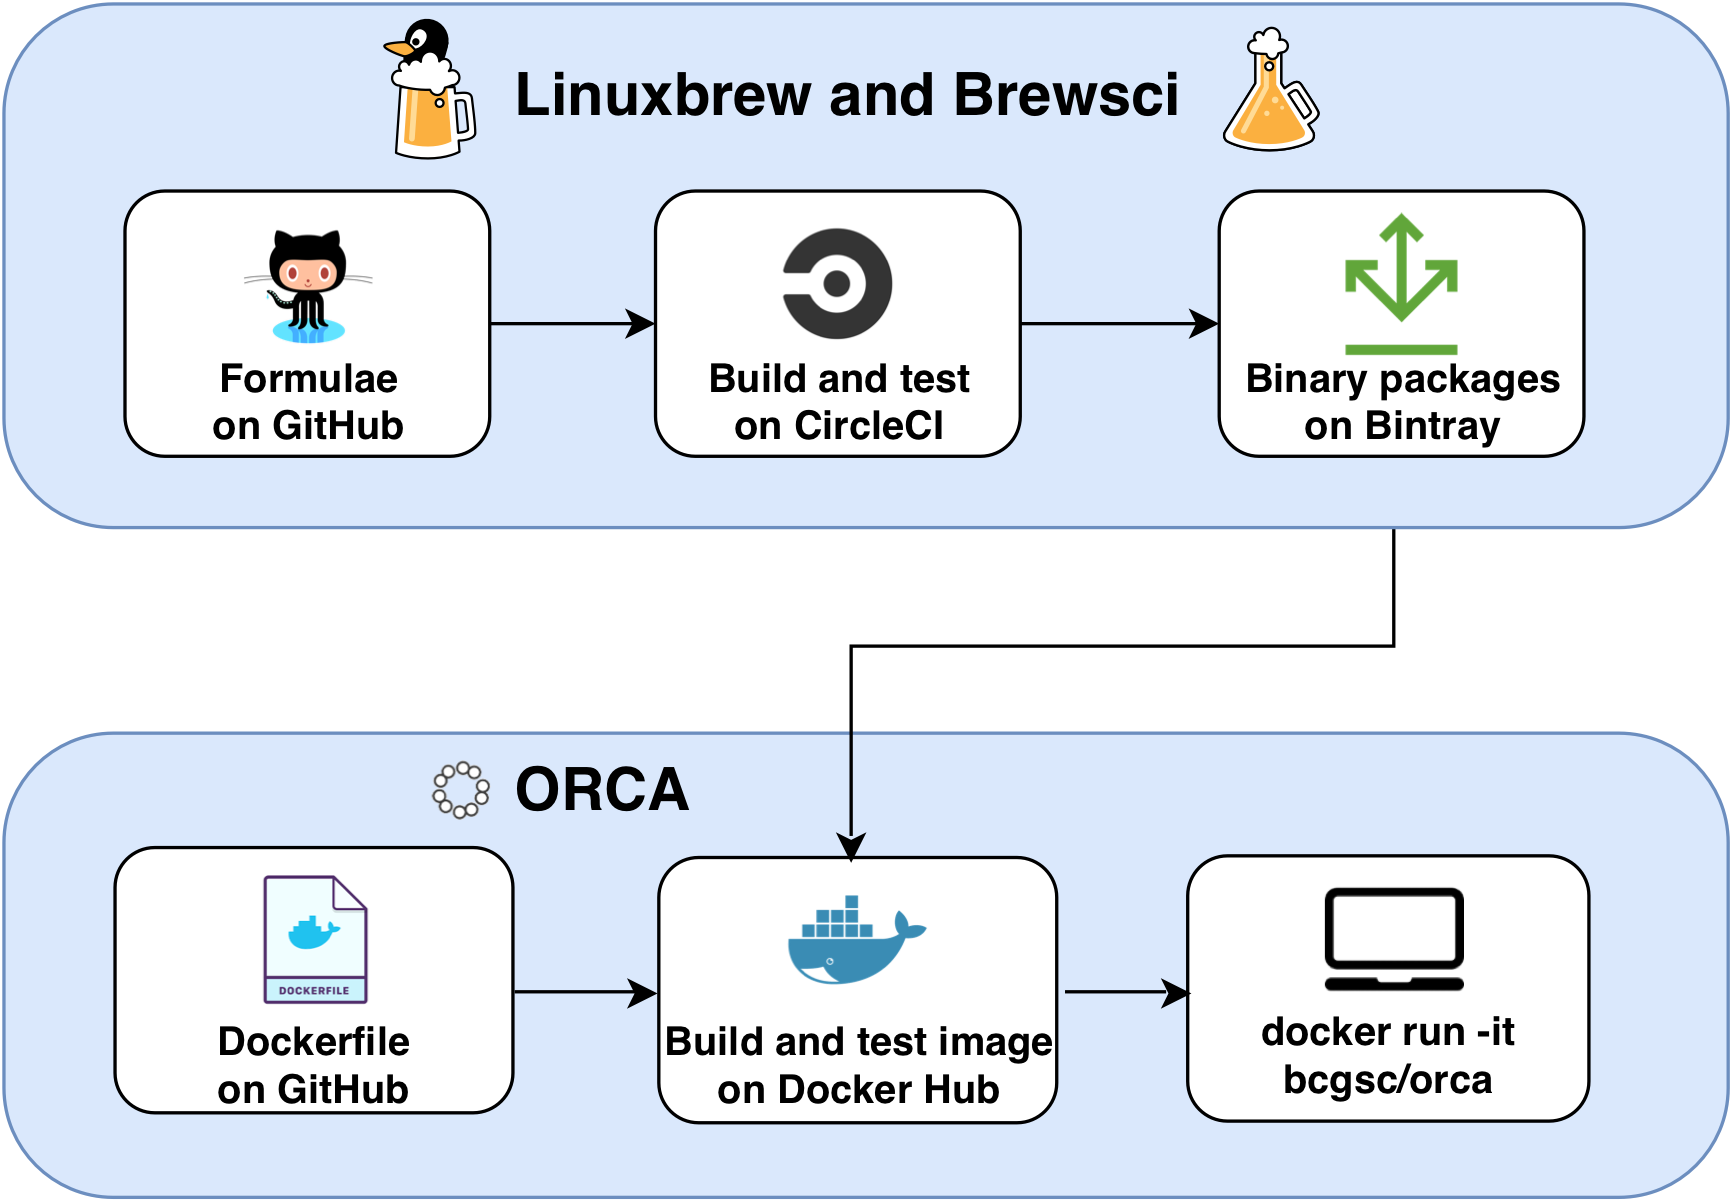 Linuxbrew and Brewsci
Formulae
on GitHub
Build and test
on CircleCI
Binary packages
on Bintray
ORCA
DOCKERFILE
Dockerfile
on GitHub
Build and test image
on Docker Hub
docker run -it
bcgsc/orca